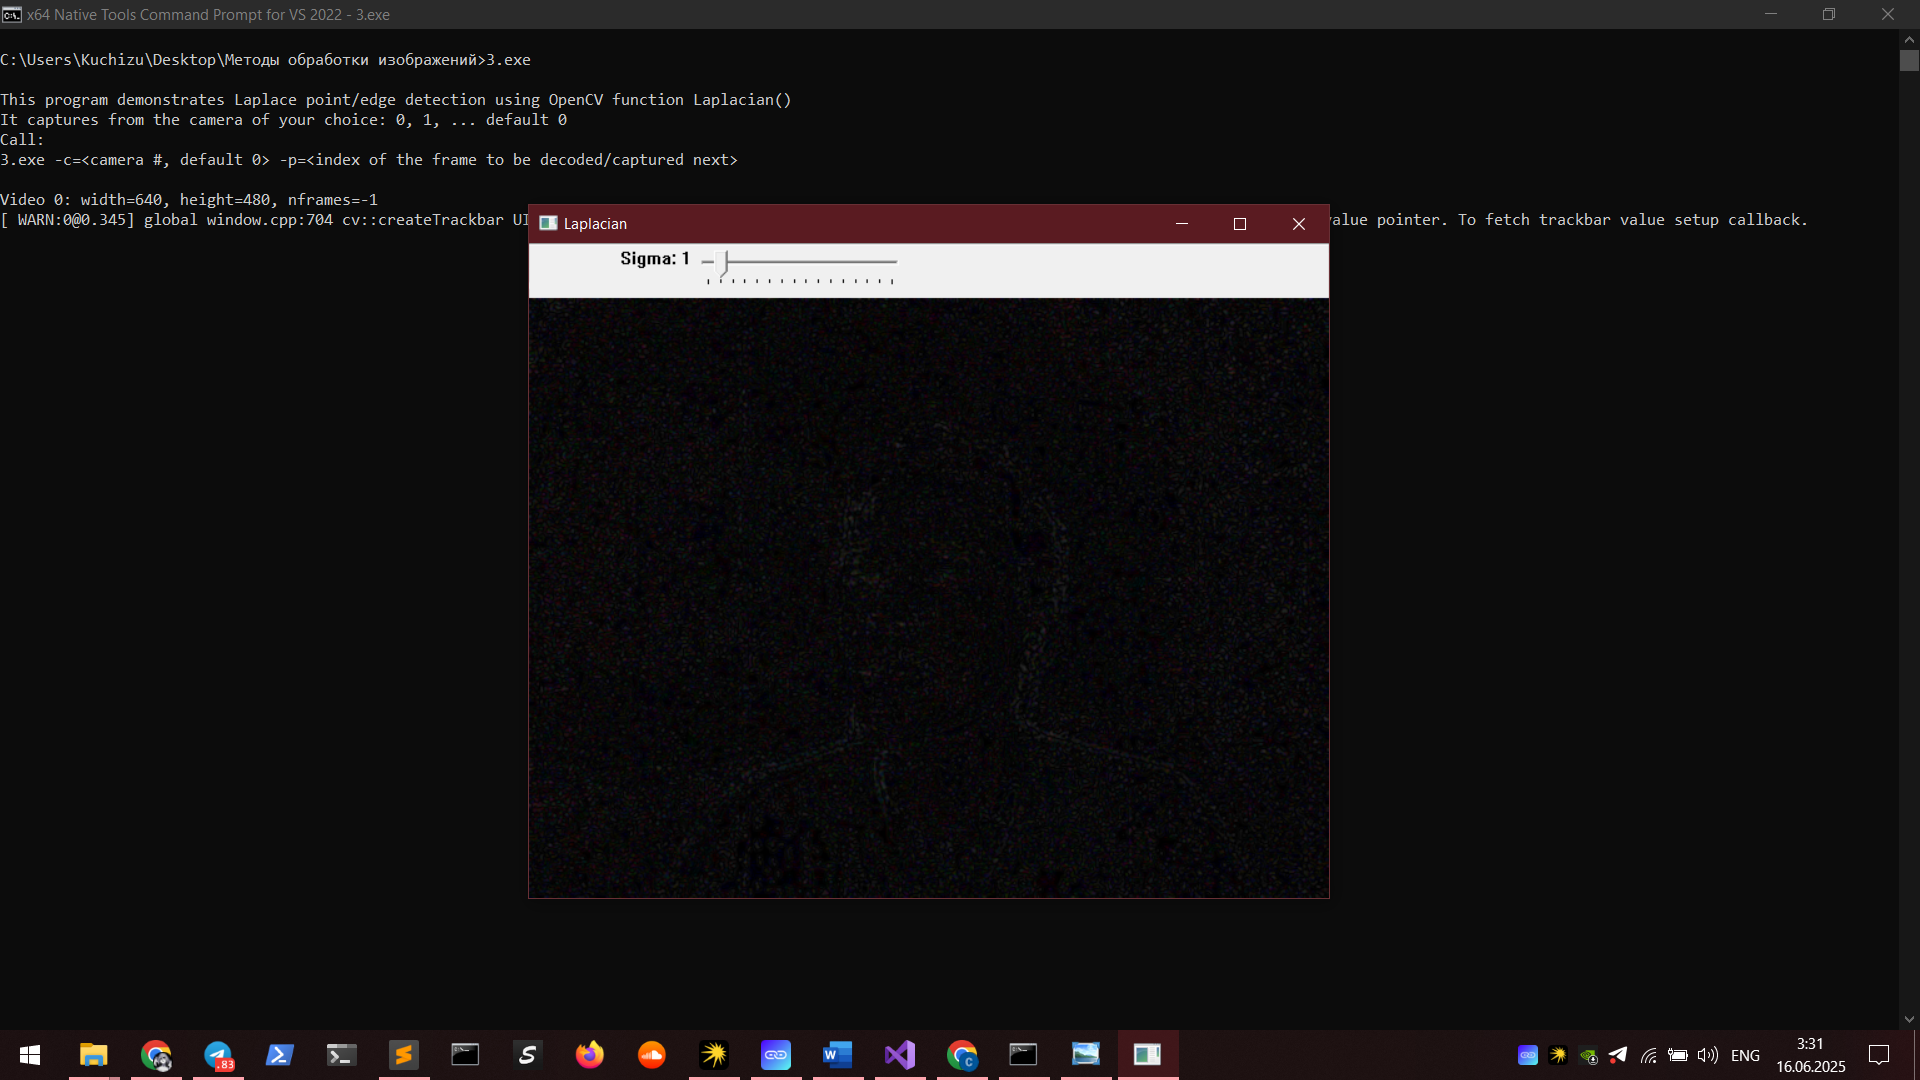 x64 Native Tools Command Prompt for VS 2022 - 3.exe
C:\Users\Kuchizu\Desktop\Методы обработки изображений>3.exe
This program demonstrates Laplace point/edge detection using OpenCV function Laplacian()
It captures from the camera of your choice: 0, 1, ... default 0
Call:
3.exe -c=<camera #, default 0> -p=<index of the frame to be decoded/captured next>
Video 0: width=640, height=480, nframes=-1
[ WARN:0@0.345] global window.cpp:704 cv::createTrackbar UI
alue pointer. To fetch trackbar value setup callback.
Laplacian
Sigma: 1
.83
ENG
3:31
16.06.2025